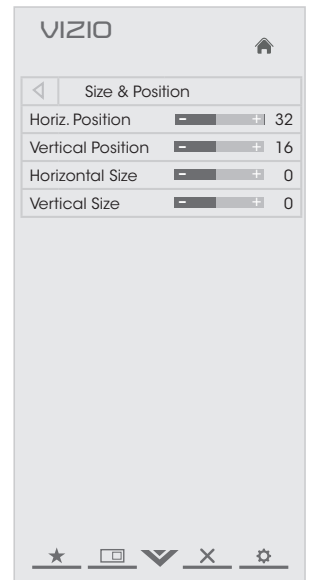 VIZIO
Size & Position
Horiz. Position - + 32
Vertical Position - + 16
Horizontal Size - + 0
Vertical Size - + 0